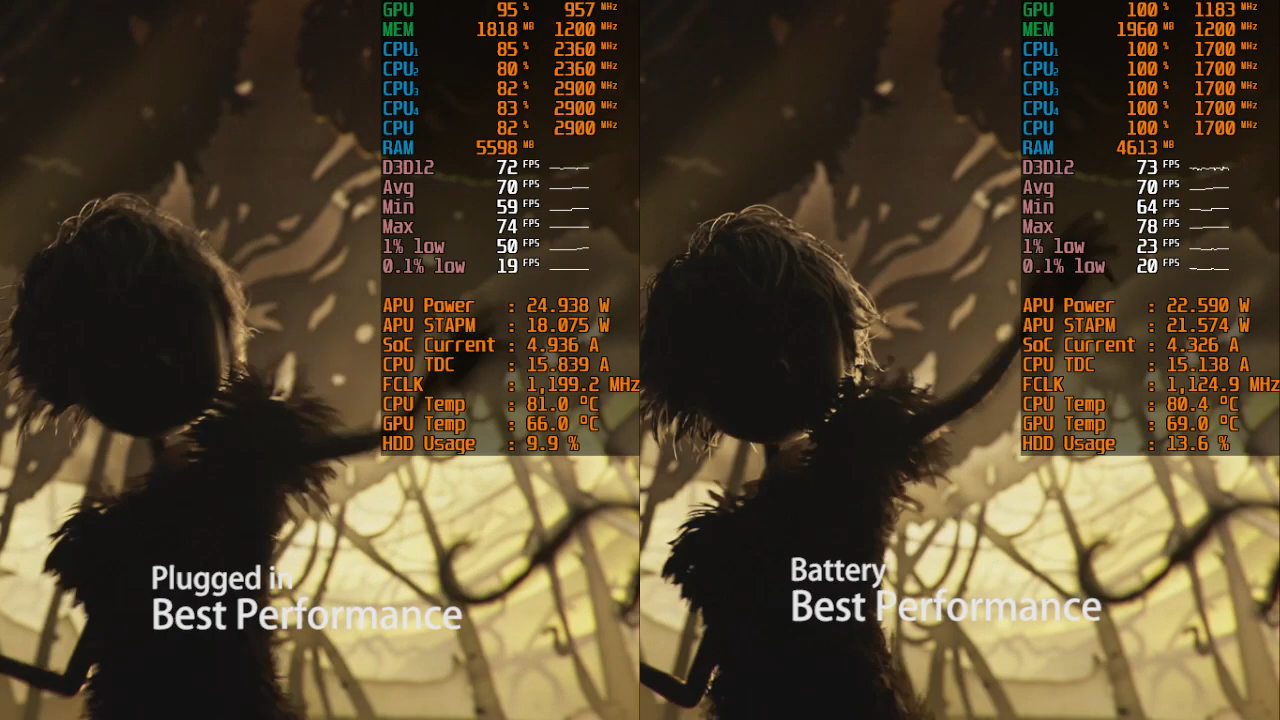 GPU 95 % 957 MHz
MEM 1818 MB 1200 MHz
CPU1 85 % 2360 MHz
CPU2 80 % 2360 MHz
CPU3 82 % 2900 MHz
CPU4 83 % 2900 MHz
CPU 82 % 2900 MHz
RAM 5598 MB
D3D12 72 FPS
Avg 70 FPS
Min 59 FPS
Max 74 FPS
1% low 50 FPS
0.1% low 19 FPS
APU Power : 24.938 W
APU STAPM : 18.075 W
SoC Current : 4.936 A
CPU TDC : 15.839 A
FCLK : 1,199.2 MHz
CPU Temp : 81.0 ºC
GPU Temp : 66.0 ºC
HDD Usage : 9.9 %
Plugged in
Best Performance
GPU 100 % 1183 MHz
MEM 1960 MB 1200 MHz
CPU1 100 % 1700 MHz
CPU2 100 % 1700 MHz
CPU3 100 % 1700 MHz
CPU4 100 % 1700 MHz
CPU 100 % 1700 MHz
RAM 4613 MB
D3D12 73 FPS
Avg 70 FPS
Min 64 FPS
Max 78 FPS
1% low 23 FPS
0.1% low 20 FPS
APU Power : 22.590 W
APU STAPM : 21.574 W
SoC Current : 4.326 A
CPU TDC : 15.138 A
FCLK : 1,124.9 MHz
CPU Temp : 80.4 ºC
GPU Temp : 69.0 ºC
HDD Usage : 13.6 %
Battery
Best Performance